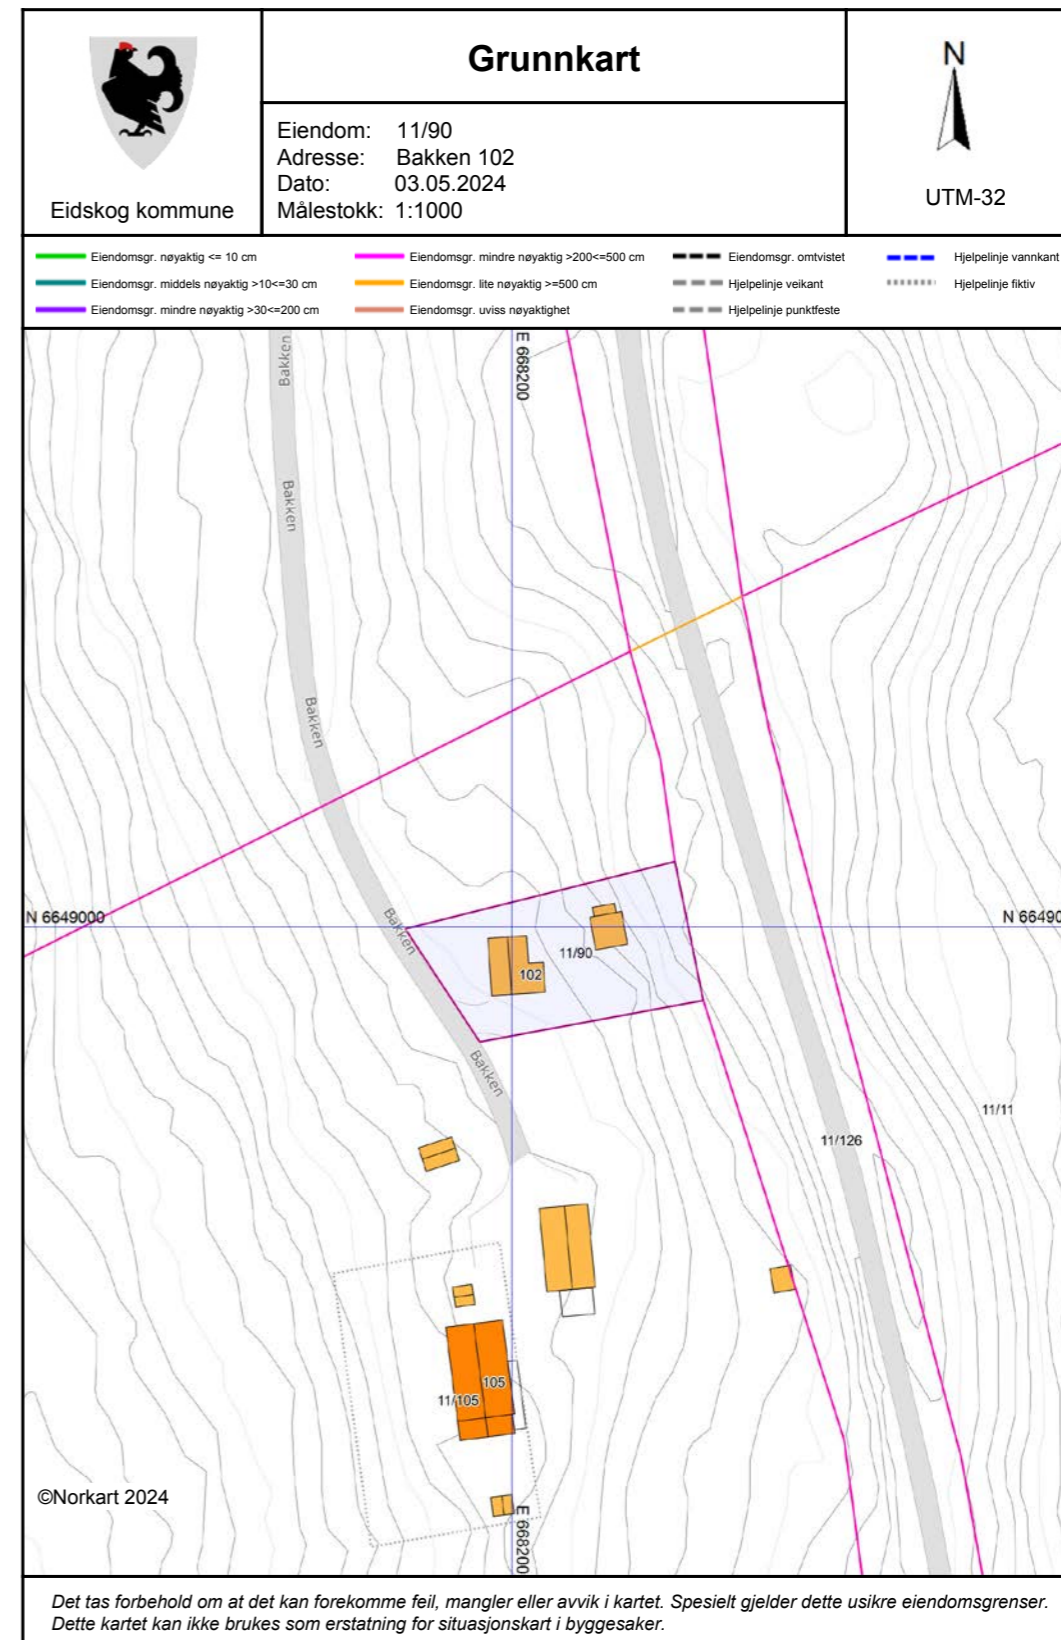 Eidskog kommune
Grunnkart
Eiendom: 11/90
Adresse: Bakken 102
Dato: 03.05.2024
Målestokk: 1:1000
N
UTM-32
Eiendomsgr. nøyaktig <= 10 cm
Eiendomsgr. middels nøyaktig >10<=30 cm
Eiendomsgr. mindre nøyaktig >30<=200 cm
Eiendomsgr. mindre nøyaktig >200<=500 cm
Eiendomsgr. lite nøyaktig >=500 cm
Eiendomsgr. uviss nøyaktighet
Eiendomsgr. omtvistet
Hjelpelinje veikant
Hjelpelinje punktfeste
Hjelpelinje vannkant
Hjelpelinje fiktiv
Bakken
E 668200
Bakken
Bakken
N 6649000
Bakken
N 66490
11/90
102
Bakken
11/11
11/126
105
11/105
©Norkart 2024
E 668200
Det tas forbehold om at det kan forekomme feil, mangler eller avvik i kartet. Spesielt gjelder dette usikre eiendomsgrenser.
Dette kartet kan ikke brukes som erstatning for situasjonskart i byggesaker.